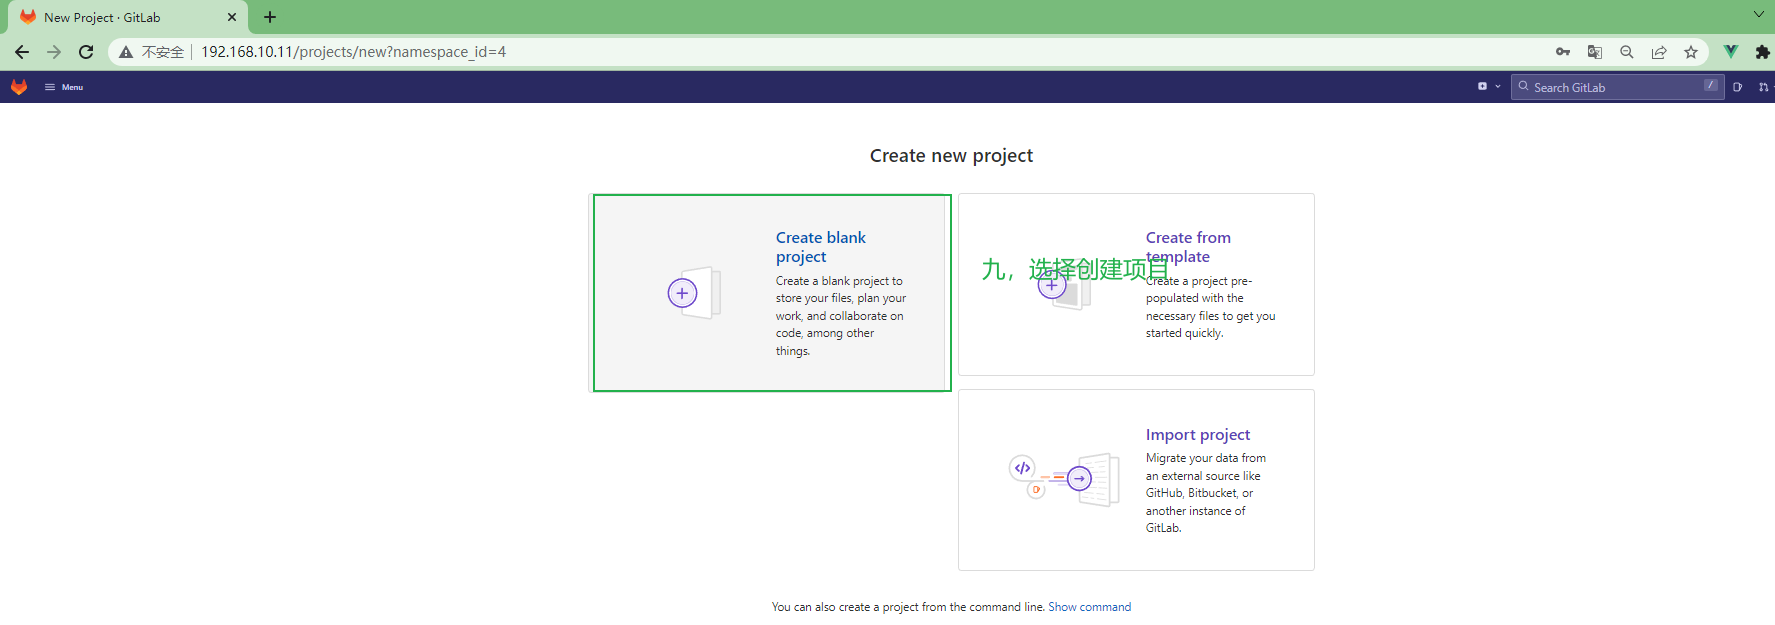 New Project · GitLab
不安全
192.168.10.11/projects/new?namespace_id=4
Menu
Search GitLab
/
Create new project
Create blank
project
Create a blank project to
store your files, plan your
work, and collaborate on
code, among other
things.
九，选择创建项目
Create from
template
Create a project pre-
populated with the
necessary files to get you
started quickly.
Import project
Migrate your data from
an external source like
GitHub, Bitbucket, or
another instance of
GitLab.
You can also create a project from the command line. Show command